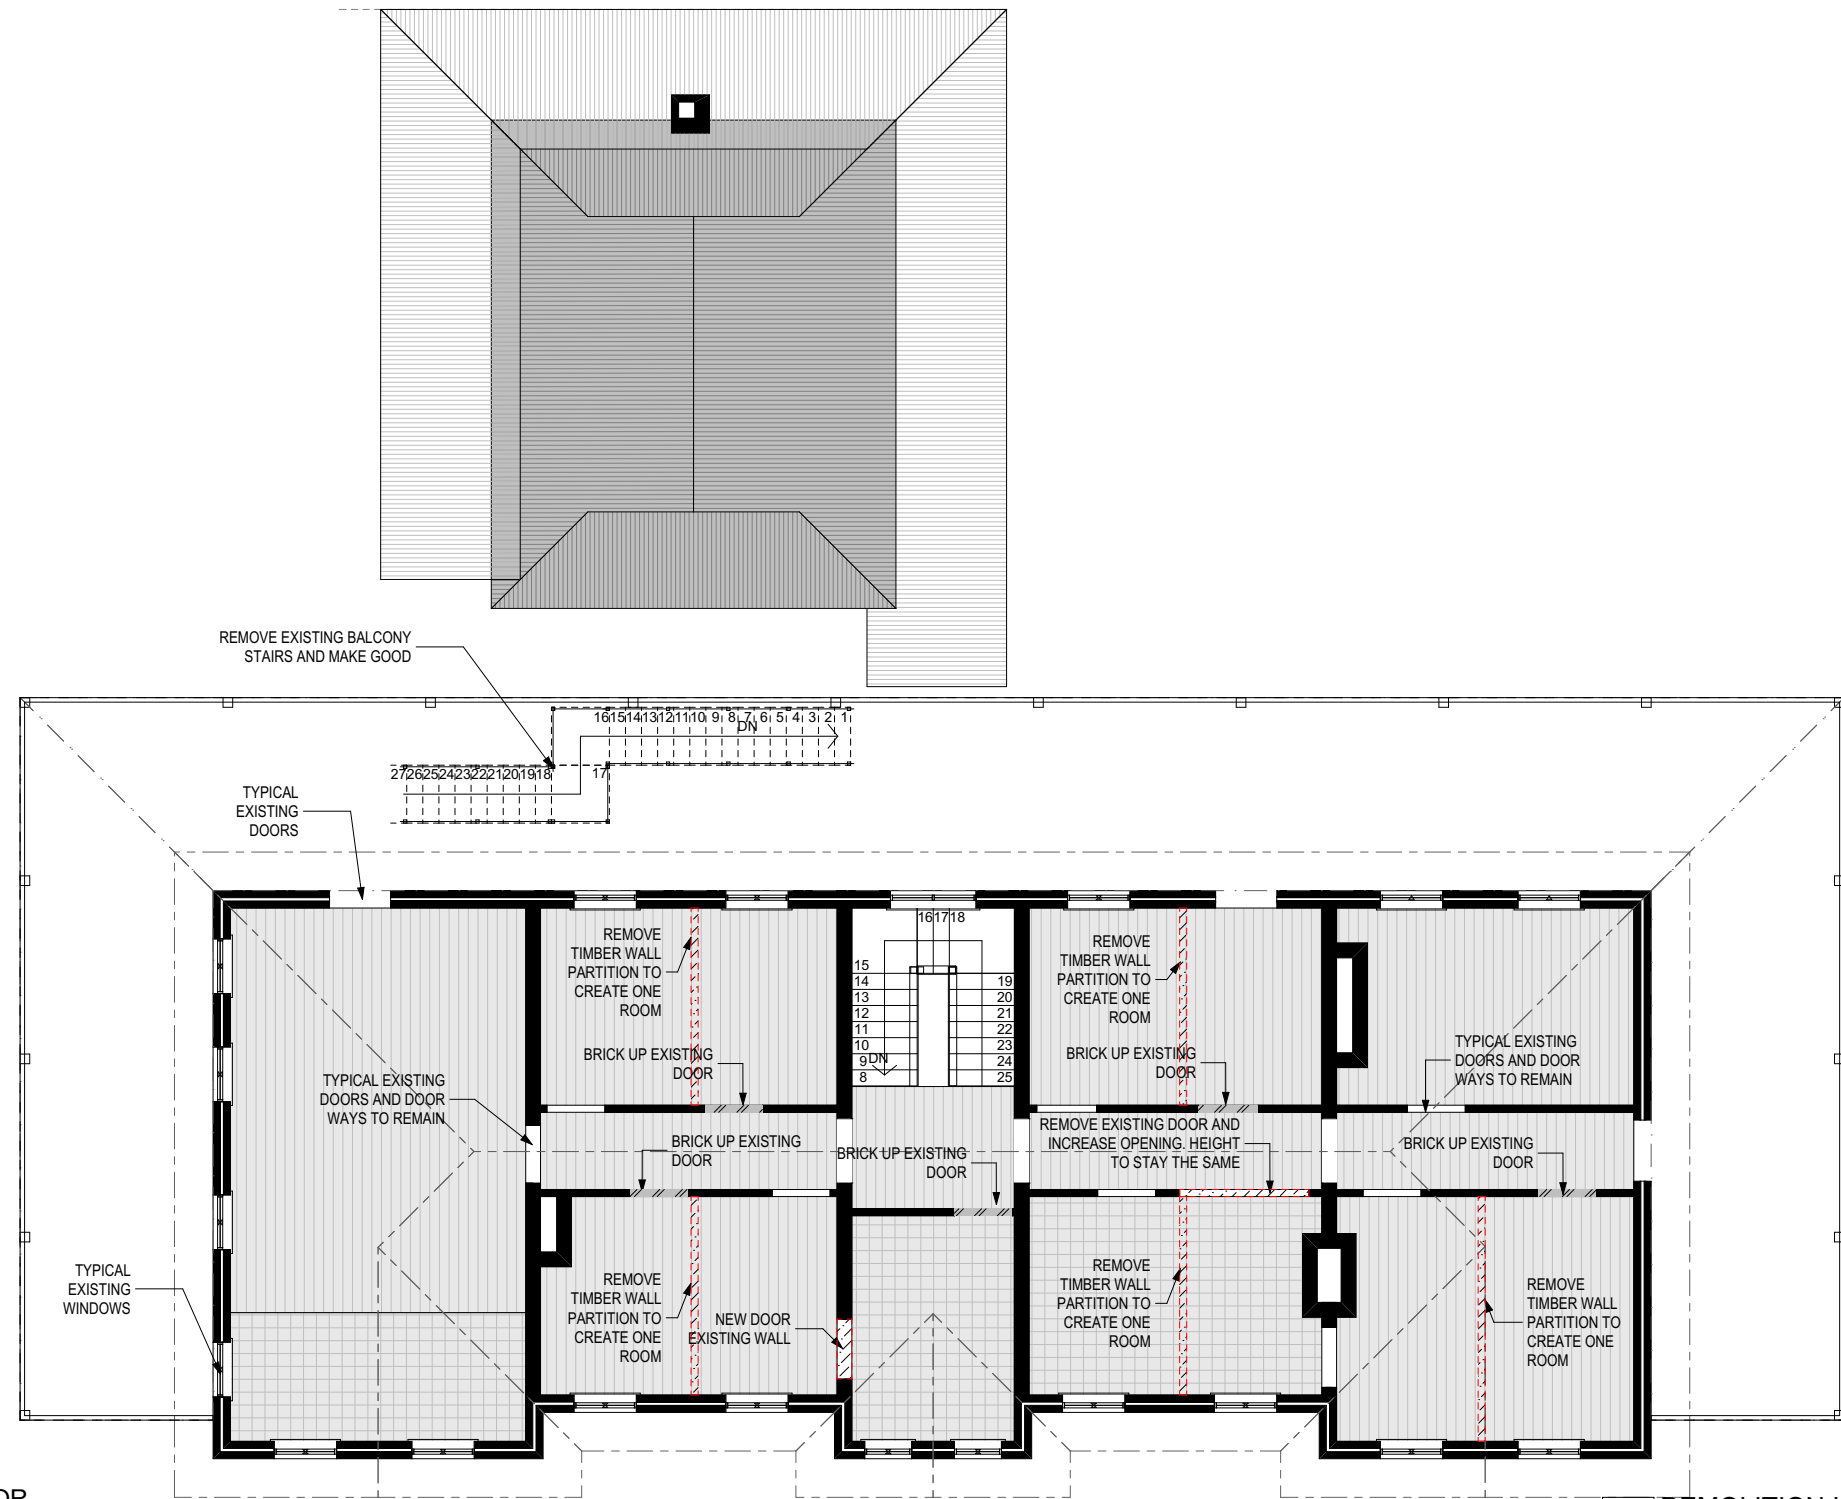 REMOVE EXISTING BALCONY
STAIRS AND MAKE GOOD
16 15 14 13 12 11 10 9 8 7 6 5 4 3 2 1
DN
27 26 25 24 23 22 21 20 19 18
17
TYPICAL
EXISTING
DOORS
16 17 18
REMOVE
TIMBER WALL
PARTITION TO
CREATE ONE
ROOM
REMOVE
TIMBER WALL
PARTITION TO
CREATE ONE
ROOM
15
14
13
12
11
10
9
8
DN
19
20
21
22
23
24
25
BRICK UP EXISTING
DOOR
BRICK UP EXISTING
DOOR
TYPICAL EXISTING
DOORS AND DOOR
WAYS TO REMAIN
TYPICAL EXISTING
DOORS AND DOOR
WAYS TO REMAIN
BRICK UP EXISTING
DOOR
BRICK UP EXISTING
DOOR
REMOVE EXISTING DOOR AND
INCREASE OPENING. HEIGHT
TO STAY THE SAME
BRICK UP EXISTING
DOOR
TYPICAL
EXISTING
WINDOWS
REMOVE
TIMBER WALL
PARTITION TO
CREATE ONE
ROOM
NEW DOOR
EXISTING WALL
REMOVE
TIMBER WALL
PARTITION TO
CREATE ONE
ROOM
REMOVE
TIMBER WALL
PARTITION TO
CREATE ONE
ROOM